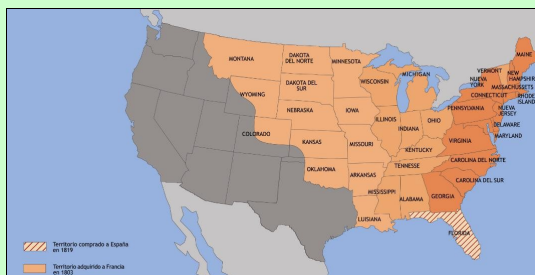 MAINE
MONTANA
DAKOTA
DEL NORTE
MINNESOTA
VERMONT
NEW
HAMPSHIRE
NUEVA
YORK
MASSACHUSSETS
WISCONSIN
MICHIGAN
DAKOTA DEL
SUR
WYOMING
CONNECTICUT
RHODE
ISLAND
PENNSYLVANIA
NUEVA
JERSEY
IOWA
NEBRASKA
OHIO
DELAWARE
ILLINOIS
INDIANA
MARYLAND
COLORADO
VIRGINIA
KANSAS
MISSOURI
KENTUCKY
CAROLINA DEL NORTE
TENNESSEE
OKLAHOMA
ARKANSAS
CAROLINA DEL SUR
MISSISSIPPI
ALABAMA
GEORGIA
LUISIANA
FLORIDA
Territorio comprado a España
en 1819
Territorio adquirido a Francia
en 1803